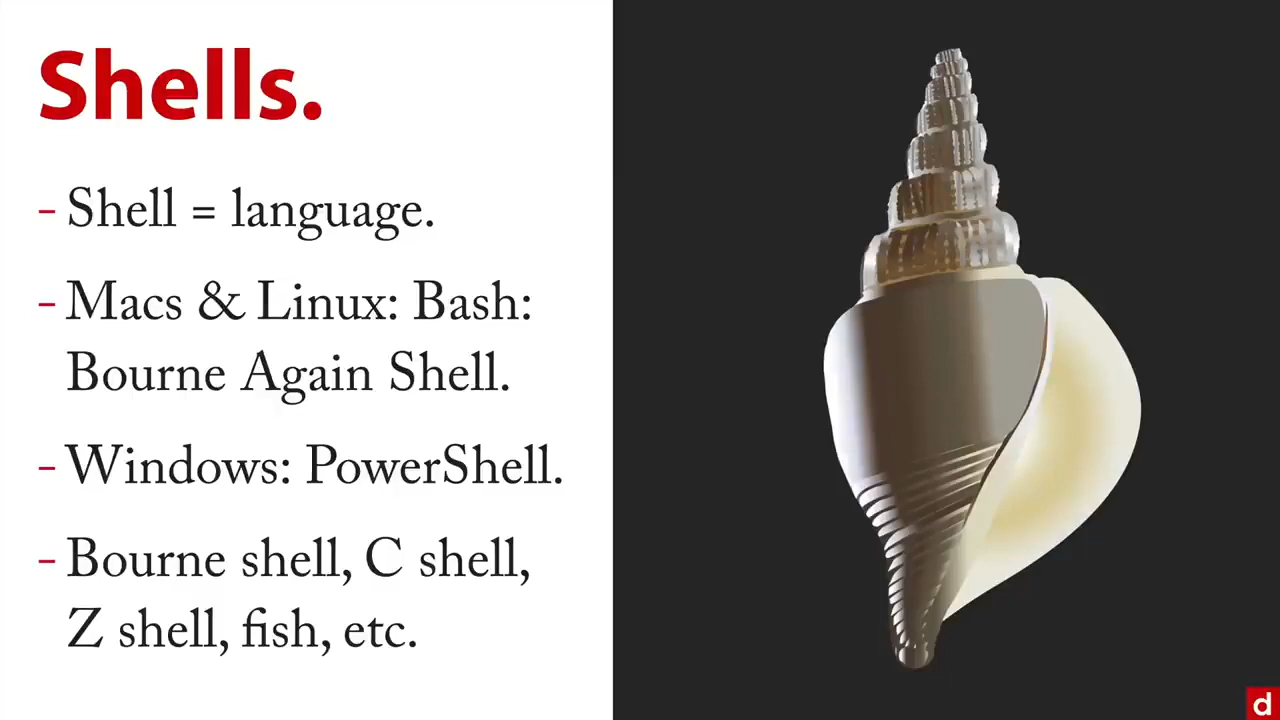 Shells.
– Shell = language.
– Macs & Linux: Bash:
Bourne Again Shell.
– Windows: PowerShell.
– Bourne shell, C shell,
Z shell, fish, etc.
d